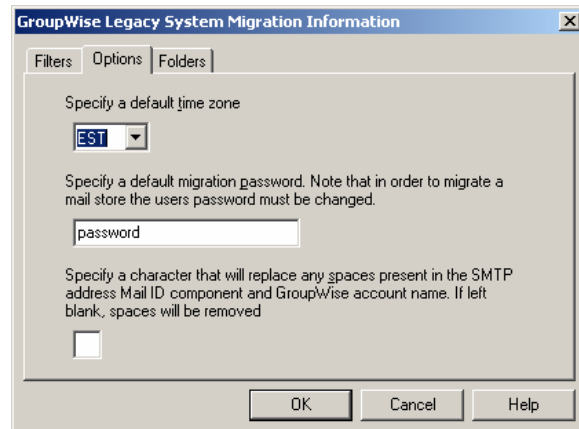 GroupWise Legacy System Migration Information
Filters Options Folders
Specify a default time zone
EST
Specify a default migration password. Note that in order to migrate a
mail store the users password must be changed.
password
Specify a character that will replace any spaces present in the SMTP
address Mail ID component and GroupWise account name. If left
blank, spaces will be removed
OK Cancel Help